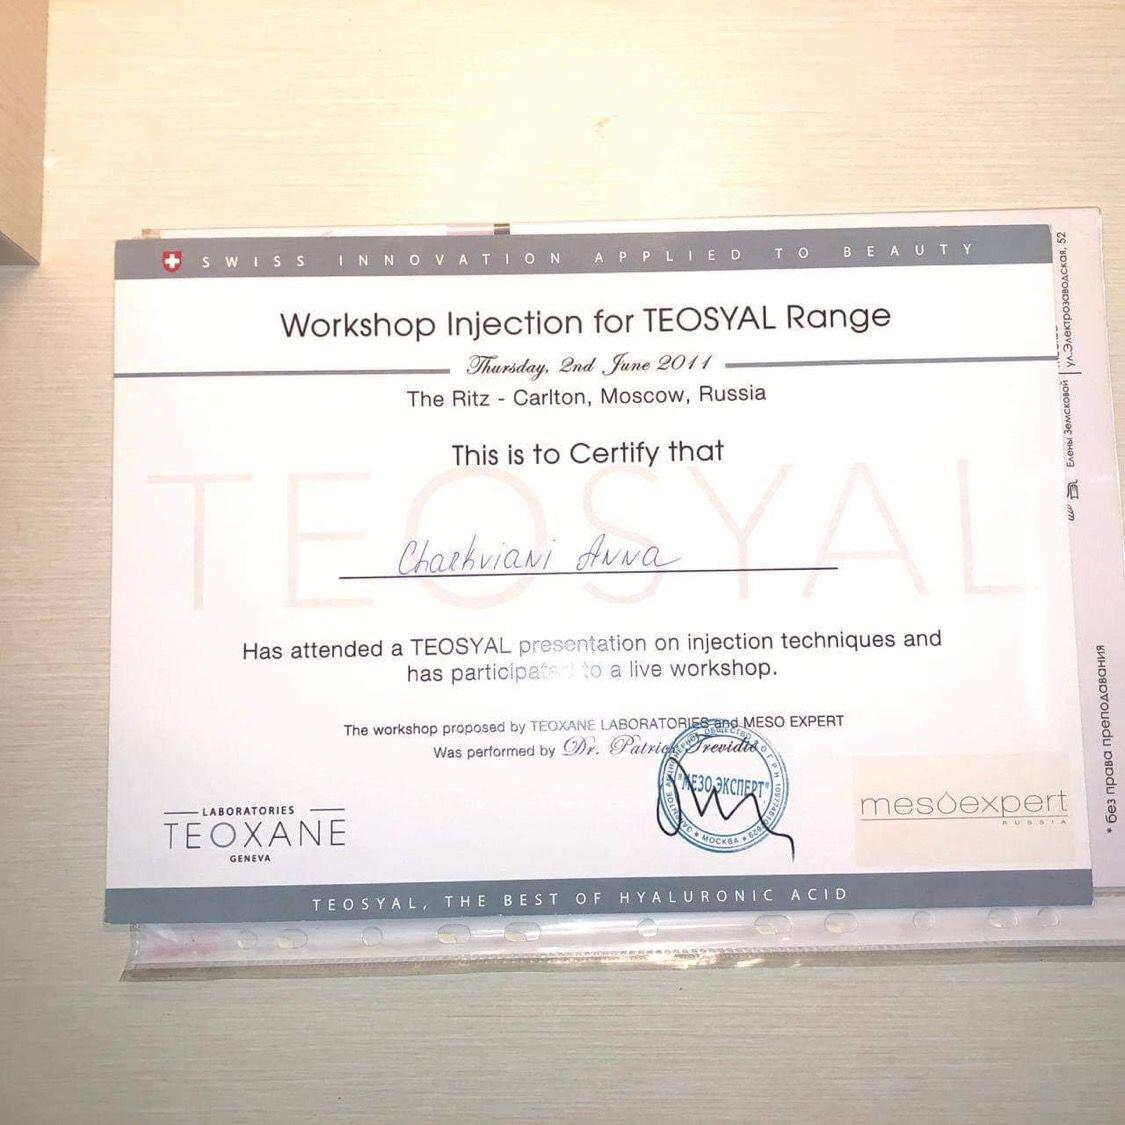 SWISS INNOVATION APPLIED TO BEAUTY
Workshop Injection for TEOSYAL Range
Thursday, 2nd June 2011
The Ritz - Carlton, Moscow, Russia
This is to Certify that
TEOSYAL
Charkviani Anna
Has attended a TEOSYAL presentation on injection techniques and
has participated to a live workshop.
The workshop proposed by TEOXANE LABORATORIES and MESO EXPERT
Was performed by Dr. Patrick Trevidic
"МЕЗО ЭКСПЕРТ"
МОСКВА
LABORATORIES
TEOXANE
GENEVA
mesoexpert
RUSSIA
TEOSYAL, THE BEST OF HYALURONIC ACID
ул.Электрозаводская, 52
Елены Земсковой
* без права преподавания